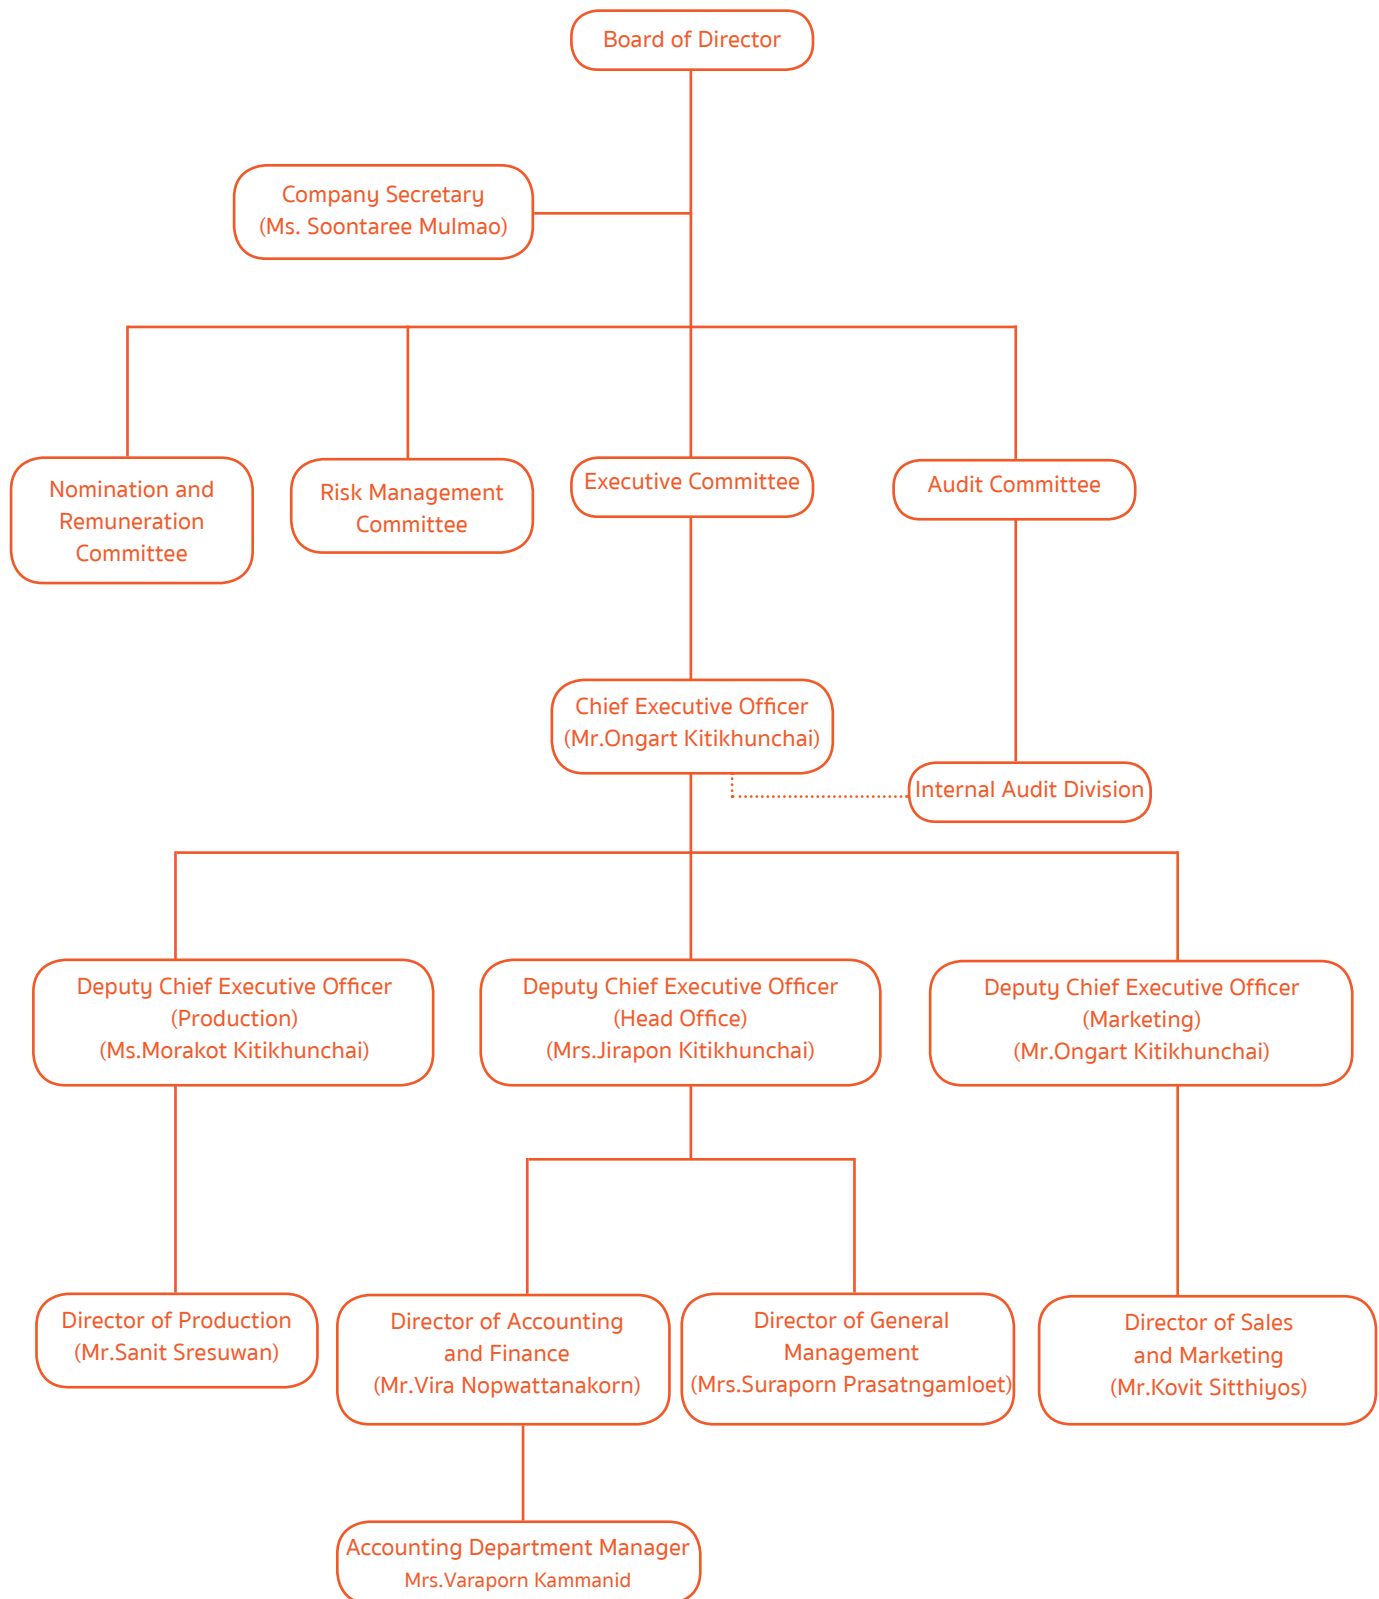 Board of Director
Company Secretary
(Ms. Soontaree Mulmao)
Nomination and
Remuneration
Committee
Risk Management
Committee
Executive Committee
Audit Committee
Chief Executive Officer
(Mr.Ongart Kitikhunchai)
Internal Audit Division
Deputy Chief Executive Officer
(Production)
(Ms.Morakot Kitikhunchai)
Deputy Chief Executive Officer
(Head Office)
(Mrs.Jirapon Kitikhunchai)
Deputy Chief Executive Officer
(Marketing)
(Mr.Ongart Kitikhunchai)
Director of Production
(Mr.Sanit Sresuwan)
Director of Accounting
and Finance
(Mr.Vira Nopwattanakorn)
Director of General
Management
(Mrs.Suraporn Prasatngamloet)
Director of Sales
and Marketing
(Mr.Kovit Sitthiyos)
Accounting Department Manager
Mrs.Varaporn Kammanid